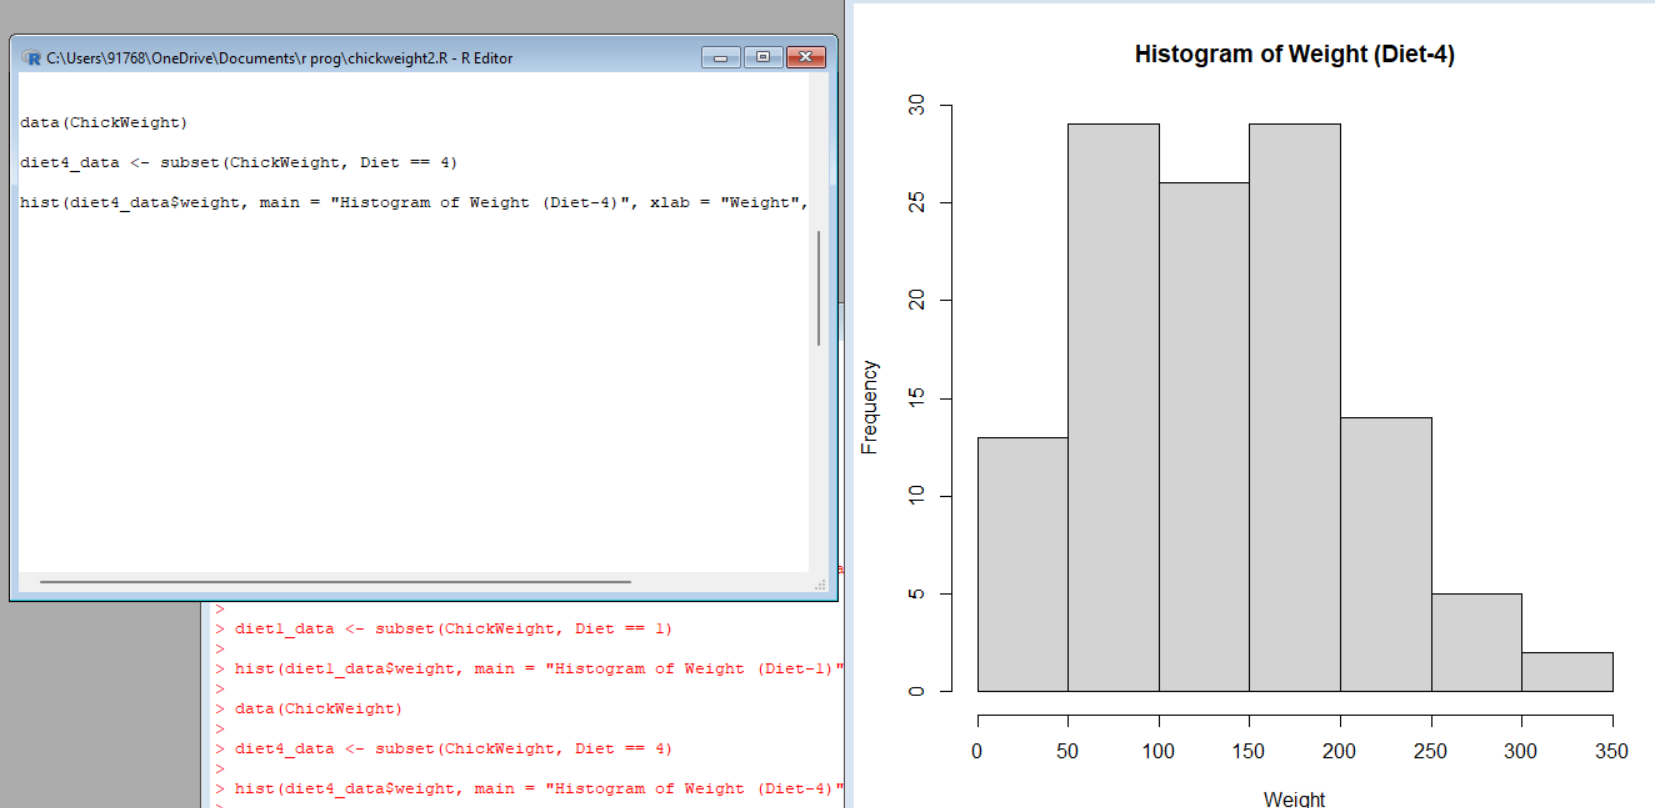 C:\Users\91768\OneDrive\Documents\r prog\chickweight2.R - R Editor
data(ChickWeight)
diet4_data <- subset(ChickWeight, Diet == 4)
hist(diet4_data$weight, main = "Histogram of Weight (Diet-4)", xlab = "Weight",
>
> diet1_data <- subset(ChickWeight, Diet == 1)
>
> hist(diet1_data$weight, main = "Histogram of Weight (Diet-1)"
>
> data(ChickWeight)
>
> diet4_data <- subset(ChickWeight, Diet == 4)
>
> hist(diet4_data$weight, main = "Histogram of Weight (Diet-4)"
>
Histogram of Weight (Diet-4)
Frequency
30
25
20
15
10
5
0
0 50 100 150 200 250 300 350
Weight